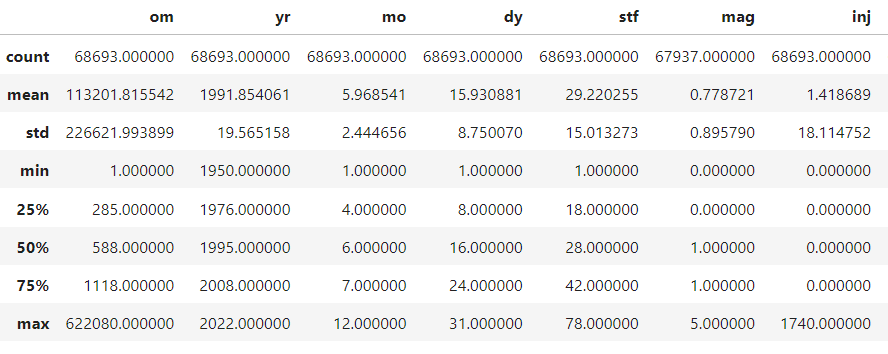 om yr mo dy stf mag inj
count 68693.000000 68693.000000 68693.000000 68693.000000 68693.000000 67937.000000 68693.000000
mean 113201.815542 1991.854061 5.968541 15.930881 29.220255 0.778721 1.418689
std 226621.993899 19.565158 2.444656 8.750070 15.013273 0.895790 18.114752
min 1.000000 1950.000000 1.000000 1.000000 1.000000 0.000000 0.000000
25% 285.000000 1976.000000 4.000000 8.000000 18.000000 0.000000 0.000000
50% 588.000000 1995.000000 6.000000 16.000000 28.000000 1.000000 0.000000
75% 1118.000000 2008.000000 7.000000 24.000000 42.000000 1.000000 0.000000
max 622080.000000 2022.000000 12.000000 31.000000 78.000000 5.000000 1740.000000